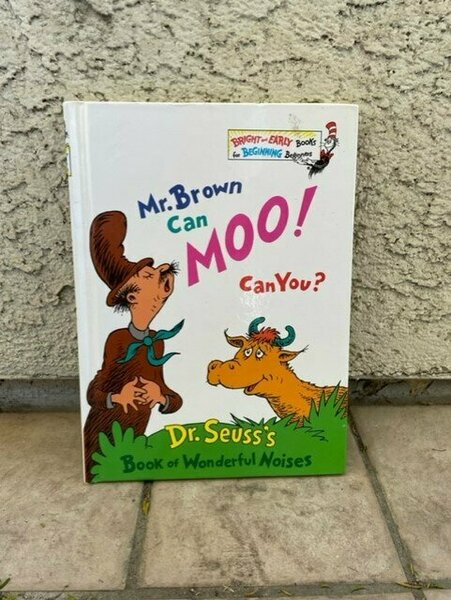 BRIGHT and EARLY Books
for BEGINNING Beginners
Mr. Brown
Can
MOO!
Can You?
Dr. Seuss's
Book of Wonderful Noises